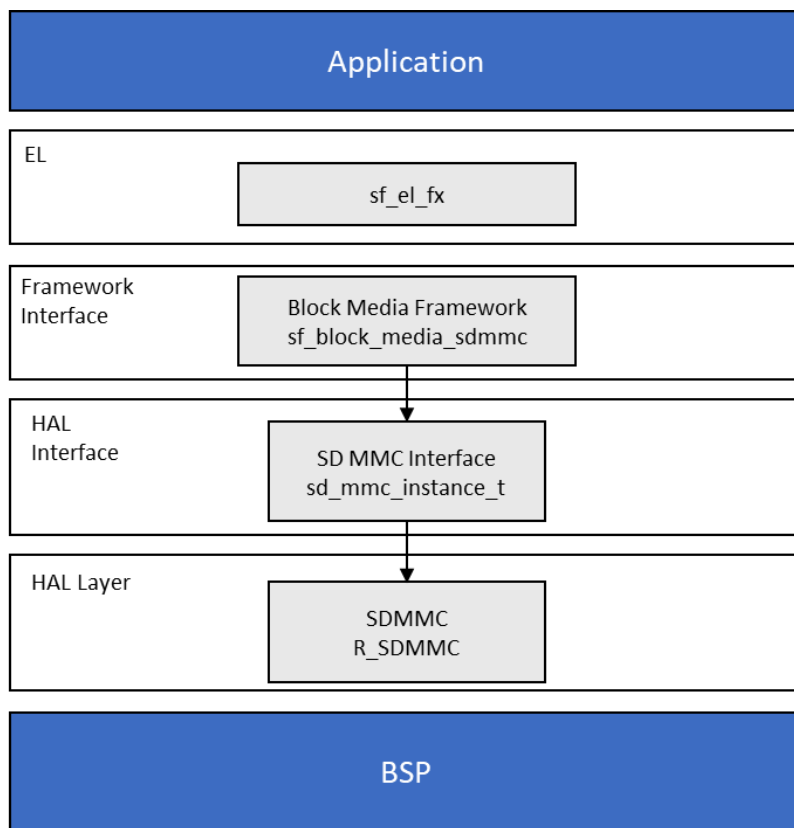 Application
EL
sf_el_fx
Framework
Interface
Block Media Framework
sf_block_media_sdmmc
HAL
Interface
SD MMC Interface
sd_mmc_instance_t
HAL Layer
SDMMC
R_SDMMC
BSP